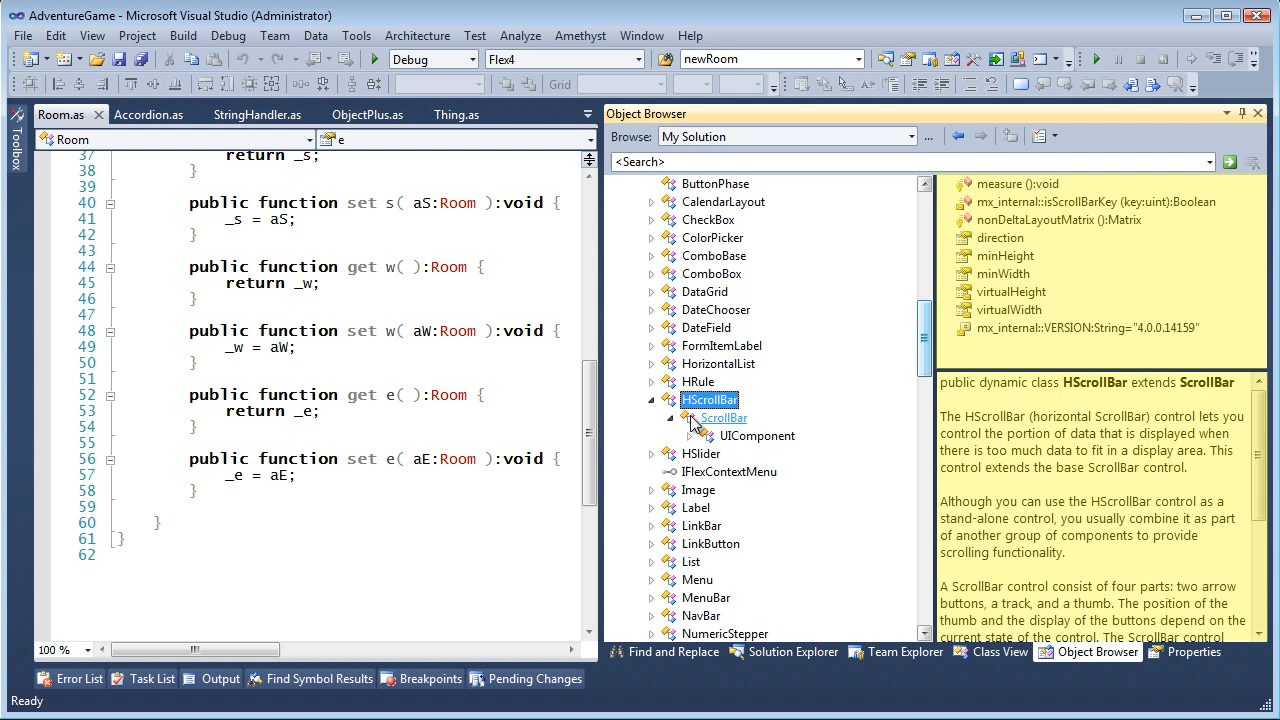 AdventureGame - Microsoft Visual Studio (Administrator)
File Edit View Project Build Debug Team Data Tools Architecture Test Analyze Amethyst Window Help
Debug Flex4 newRoom
Grid
Toolbox
Room.as Accordion.as StringHandler.as ObjectPlus.as Thing.as
Room e
37 return _s;
38 }
39
40 public function set s( aS:Room ):void {
41 _s = aS;
42 }
43
44 public function get w( ):Room {
45 return _w;
46 }
47
48 public function set w( aW:Room ):void {
49 _w = aW;
50 }
51
52 public function get e( ):Room {
53 return _e;
54 }
55
56 public function set e( aE:Room ):void {
57 _e = aE;
58 }
59
60 }
61 }
62
100 %
Object Browser
Browse: My Solution ...
<Search>
ButtonPhase
CalendarLayout
CheckBox
ColorPicker
ComboBase
ComboBox
DataGrid
DateChooser
DateField
FormItemLabel
HorizontalList
HRule
HScrollBar
ScrollBar
UIComponent
HSlider
IFlexContextMenu
Image
Label
LinkBar
LinkButton
List
Menu
MenuBar
NavBar
NumericStepper
measure ():void
mx_internal::isScrollBarKey (key:uint):Boolean
nonDeltaLayoutMatrix ():Matrix
direction
minHeight
minWidth
virtualHeight
virtualWidth
mx_internal::VERSION:String="4.0.0.14159"
public dynamic class HScrollBar extends ScrollBar
The HScrollBar (horizontal ScrollBar) control lets you
control the portion of data that is displayed when
there is too much data to fit in a display area. This
control extends the base ScrollBar control.
Although you can use the HScrollBar control as a
stand-alone control, you usually combine it as part
of another group of components to provide
scrolling functionality.
A ScrollBar control consist of four parts: two arrow
buttons, a track, and a thumb. The position of the
thumb and the display of the buttons depend on the
current state of the control. The ScrollBar control
Find and Replace Solution Explorer Team Explorer Class View Object Browser Properties
Error List Task List Output Find Symbol Results Breakpoints Pending Changes
Ready